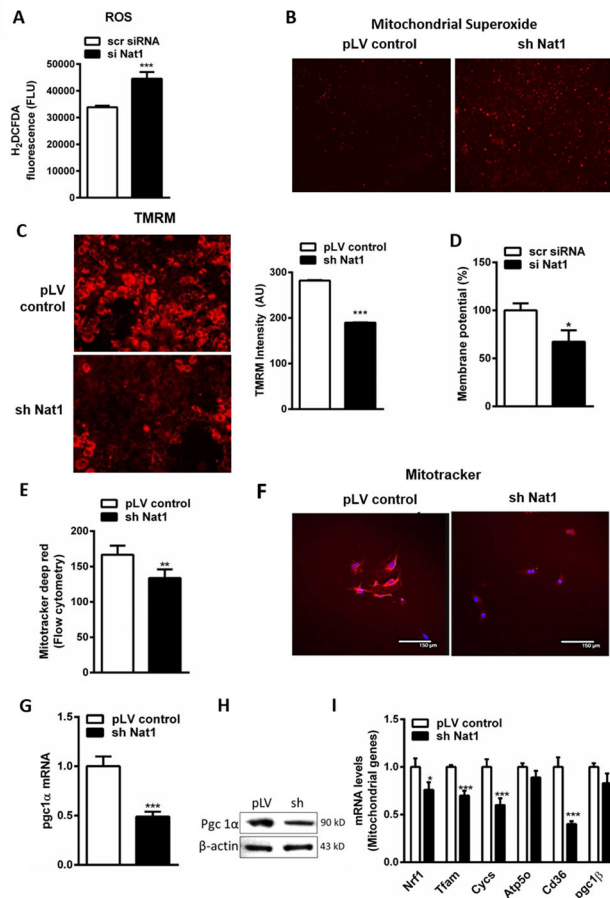 A
ROS
scr siRNA
si Nat1
***
H₂DCFDA
fluorescence (FLU)
50000
40000
30000
20000
10000
0
B
Mitochondrial Superoxide
pLV control
sh Nat1
C
TMRM
pLV
control
sh Nat1
pLV control
sh Nat1
***
TMRM Intensity (AU)
300
200
100
0
D
scr siRNA
si Nat1
*
Membrane potential (%)
150
100
50
0
E
pLV control
sh Nat1
**
Mitotracker deep red
(Flow cytometry)
200
150
100
50
0
F
Mitotracker
pLV control
sh Nat1
150 μm
150 μm
G
pLV control
sh Nat1
***
pgc1α mRNA
1.5
1.0
0.5
0.0
H
pLV
sh
Pgc 1α
90 kD
β-actin
43 kD
I
pLV control
sh Nat1
mRNA levels
(Mitochondrial genes)
1.5
1.0
0.5
0.0
*
***
***
***
Nrf1
Tfam
Cycs
Atp5o
Cd36
pgc1β